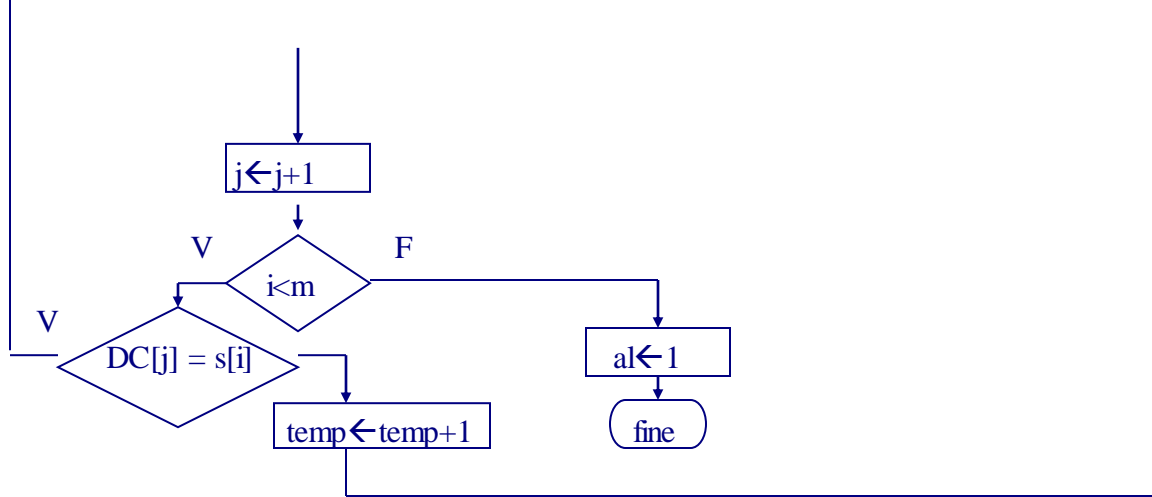 j←j+1
V
F
i<m
V
DC[j] = s[i]
al←1
temp←temp+1
fine